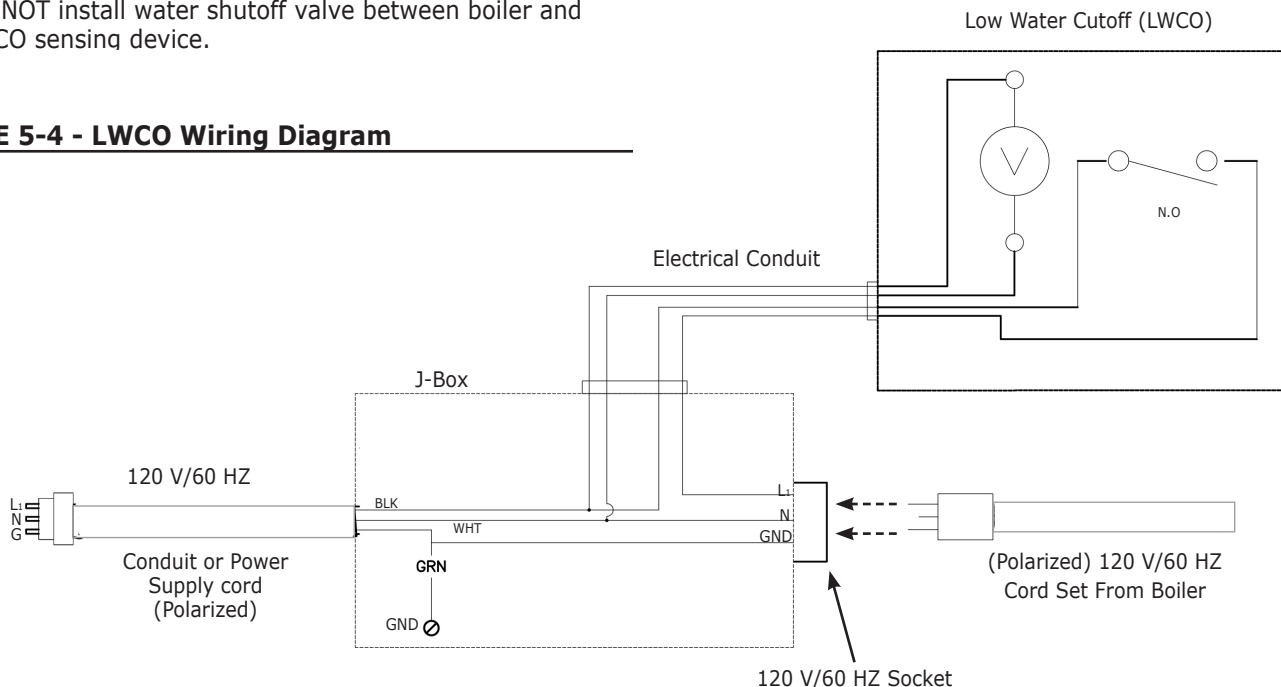 NOT install water shutoff valve between boiler and
CO sensing device.
E 5-4 - LWCO Wiring Diagram
Low Water Cutoff (LWCO)
V
N.O
Electrical Conduit
J-Box
120 V/60 HZ
L1
N
G
BLK
WHT
GRN
GND
L1
N
GND
Conduit or Power
Supply cord
(Polarized)
(Polarized) 120 V/60 HZ
Cord Set From Boiler
120 V/60 HZ Socket